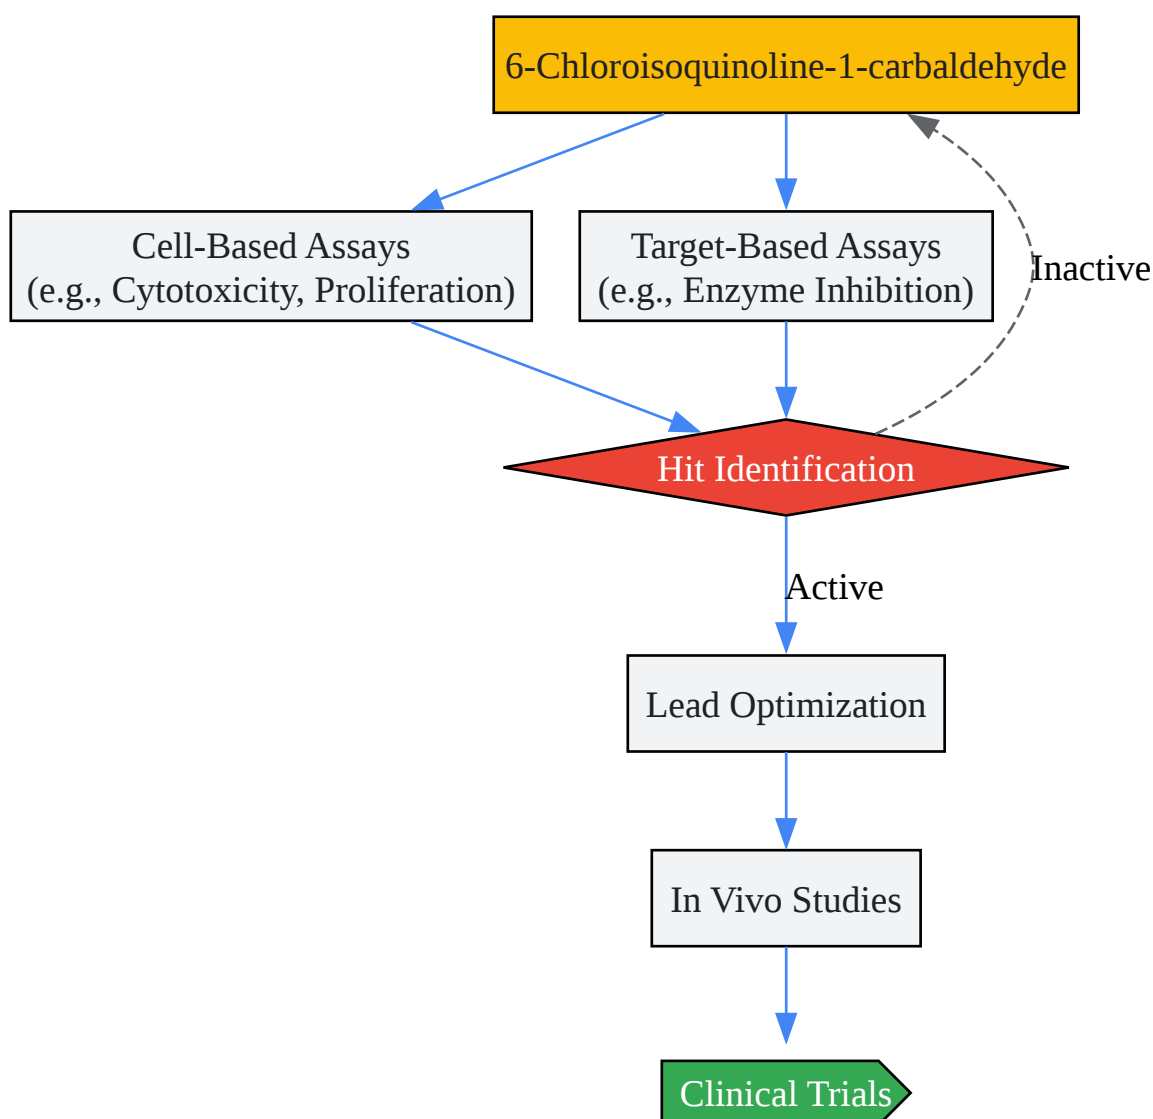 6-Chloroisoquinoline-1-carbaldehyde
Cell-Based Assays
(e.g., Cytotoxicity, Proliferation)
Target-Based Assays
(e.g., Enzyme Inhibition)
Inactive
Hit Identification
Active
Lead Optimization
In Vivo Studies
Clinical Trials